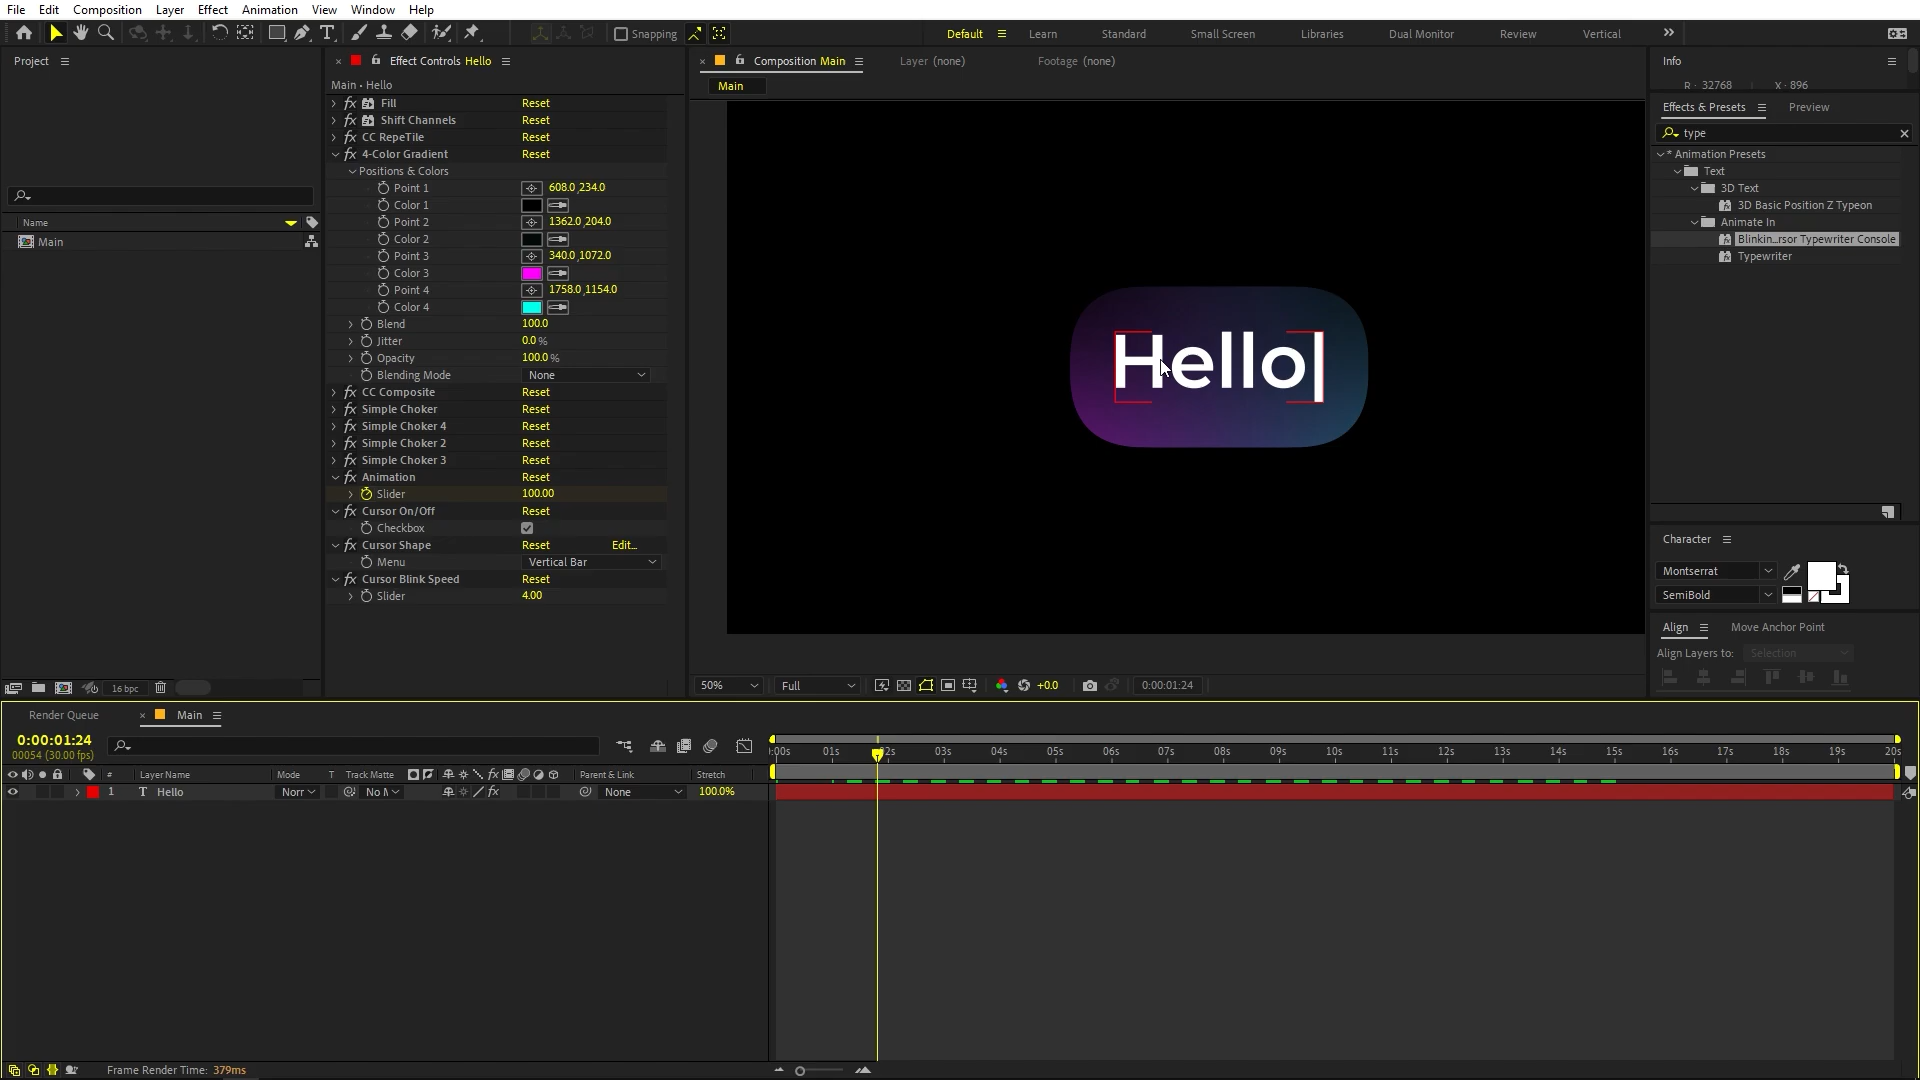 File Edit Composition Layer Effect Animation View Window Help
Snapping
Default Learn Standard Small Screen Libraries Dual Monitor Review Vertical
Project
Name
Main
16 bpc
Effect Controls Hello
Main • Hello
Fill Reset
Shift Channels Reset
CC RepeTile Reset
4-Color Gradient Reset
Positions & Colors
Point 1 608.0,234.0
Color 1
Point 2 1362.0,204.0
Color 2
Point 3 340.0,1072.0
Color 3
Point 4 1758.0,1154.0
Color 4
Blend 100.0
Jitter 0.0 %
Opacity 100.0 %
Blending Mode None
CC Composite Reset
Simple Choker Reset
Simple Choker 4 Reset
Simple Choker 2 Reset
Simple Choker 3 Reset
Animation Reset
Slider 100.00
Cursor On/Off Reset
Checkbox
Cursor Shape Reset Edit...
Menu Vertical Bar
Cursor Blink Speed Reset
Slider 4.00
Composition Main Layer (none) Footage (none)
Main
Hello
50% Full +0.0 0:00:01:24
Info
R : 32768 X : 896
Effects & Presets Preview
type
* Animation Presets
Text
3D Text
3D Basic Position Z Typeon
Animate In
Blinkin...rsor Typewriter Console
Typewriter
Character
Montserrat
SemiBold
Align Move Anchor Point
Align Layers to: Selection
Render Queue Main
0:00:01:24
00054 (30.00 fps)
# Layer Name Mode T Track Matte Parent & Link Stretch
1 T Hello Norr No M None 100.0%
):00s 01s 02s 03s 04s 05s 06s 07s 08s 09s 10s 11s 12s 13s 14s 15s 16s 17s 18s 19s 20s
Frame Render Time: 379ms